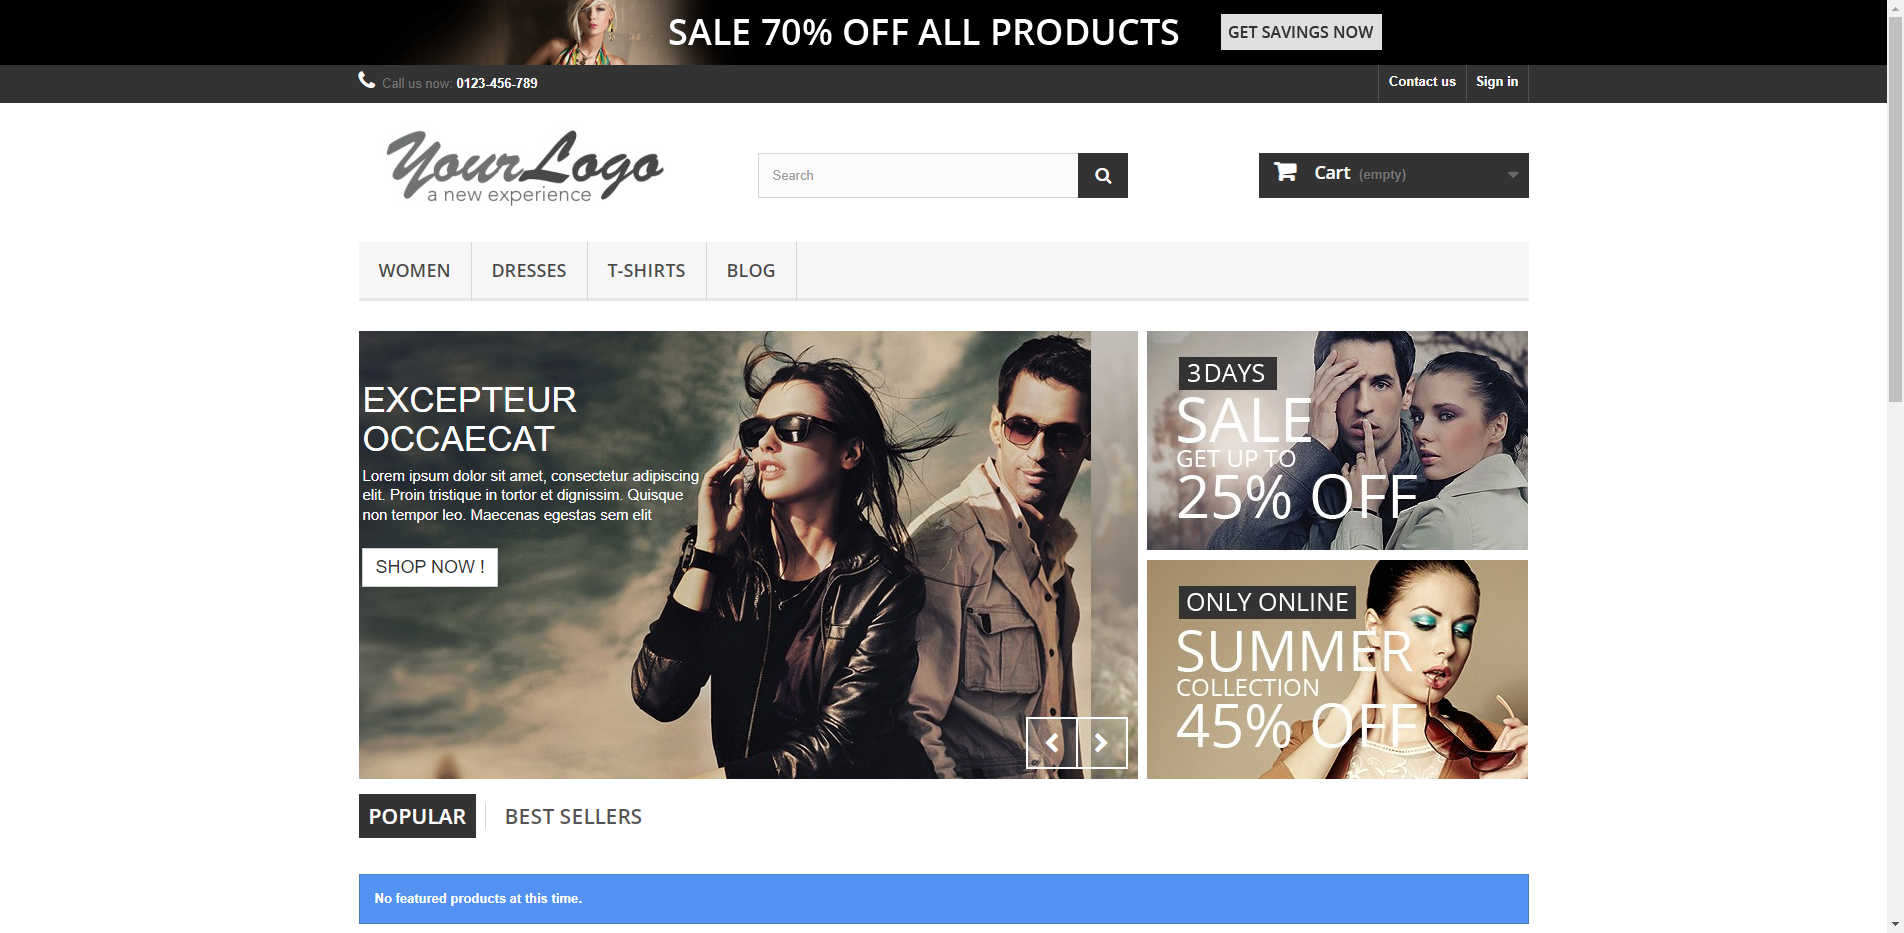 SALE 70% OFF ALL PRODUCTS
GET SAVINGS NOW
Call us now: 0123-456-789
Contact us
Sign in
YourLogo
a new experience
Search
Cart (empty)
WOMEN
DRESSES
T-SHIRTS
BLOG
EXCEPTEUR
OCCAECAT
Lorem ipsum dolor sit amet, consectetur adipiscing
elit. Proin tristique in tortor et dignissim. Quisque
non tempor leo. Maecenas egestas sem elit
SHOP NOW !
3 DAYS
SALE
GET UP TO
25% OFF
ONLY ONLINE
SUMMER
COLLECTION
45% OFF
POPULAR
BEST SELLERS
No featured products at this time.